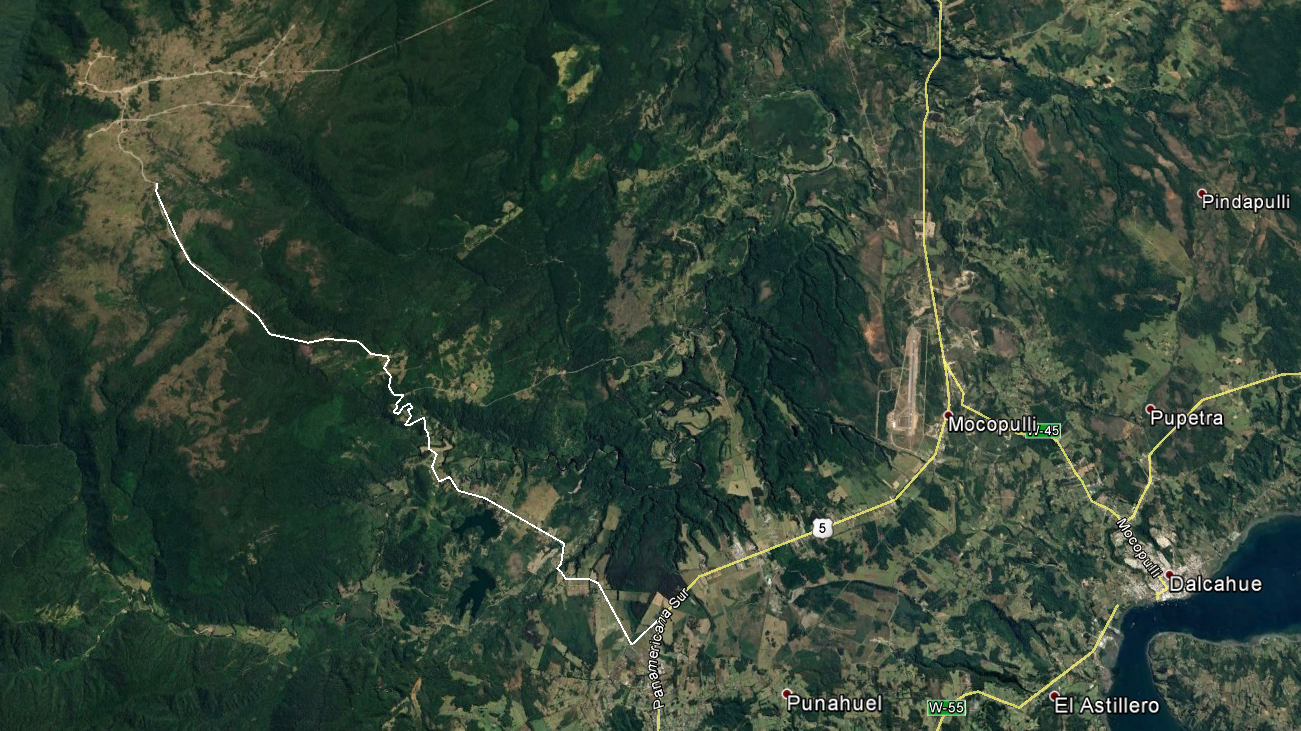 Pindapulli
Mocopulli
W-45
Pupetra
5
Mocopulli
Dalcahue
Panamericana Sur
Punahuel
W-55
El Astillero